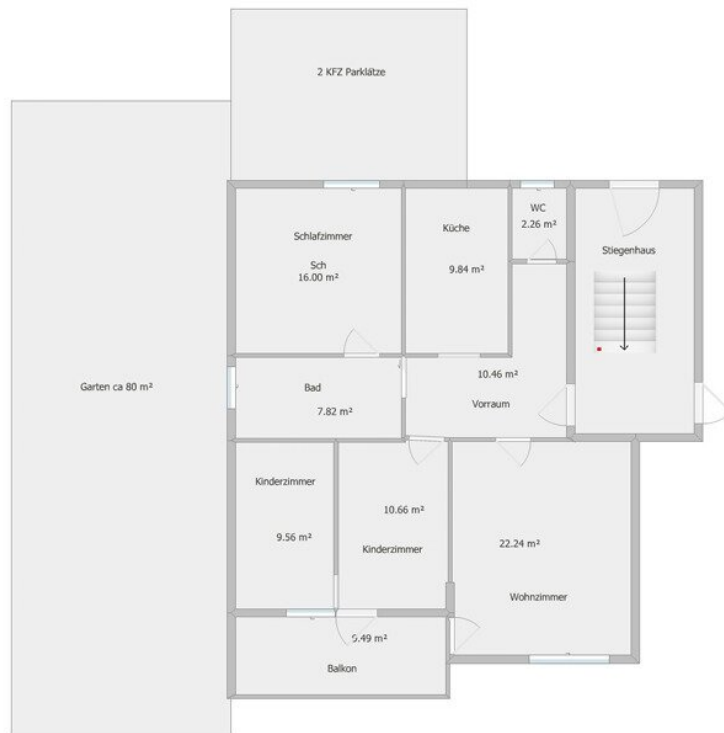 2 KFZ Parklätze
WC
2.26 m²
Küche
Schlafzimmer
Stiegenhaus
Sch
16.00 m²
9.84 m²
10.46 m²
Garten ca 80 m²
Bad
Vorraum
7.82 m²
Kinderzimmer
10.66 m²
9.56 m²
22.24 m²
Kinderzimmer
Wohnzimmer
Balkon